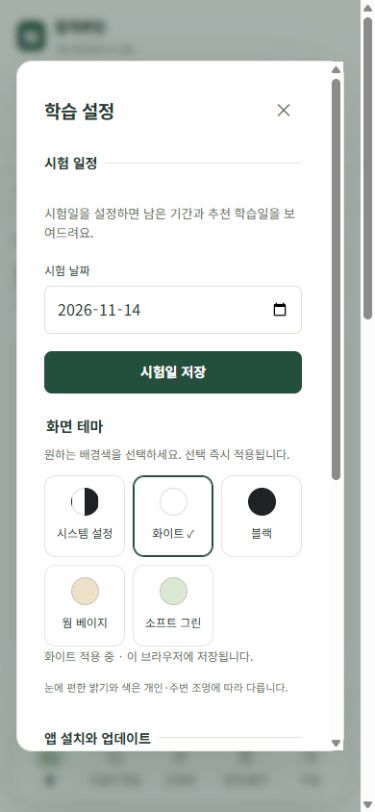 학습 설정
시험 일정
시험일을 설정하면 남은 기간과 추천 학습일을 보
여드려요.
시험 날짜
2026-11-14
시험일 저장
화면 테마
원하는 배경색을 선택하세요. 선택 즉시 적용됩니다.
시스템 설정
화이트 ✓
블랙
웜 베이지
소프트 그린
화이트 적용 중 · 이 브라우저에 저장됩니다.
눈에 편한 밝기와 색은 개인·주변 조명에 따라 다릅니다.
앱 설치와 업데이트